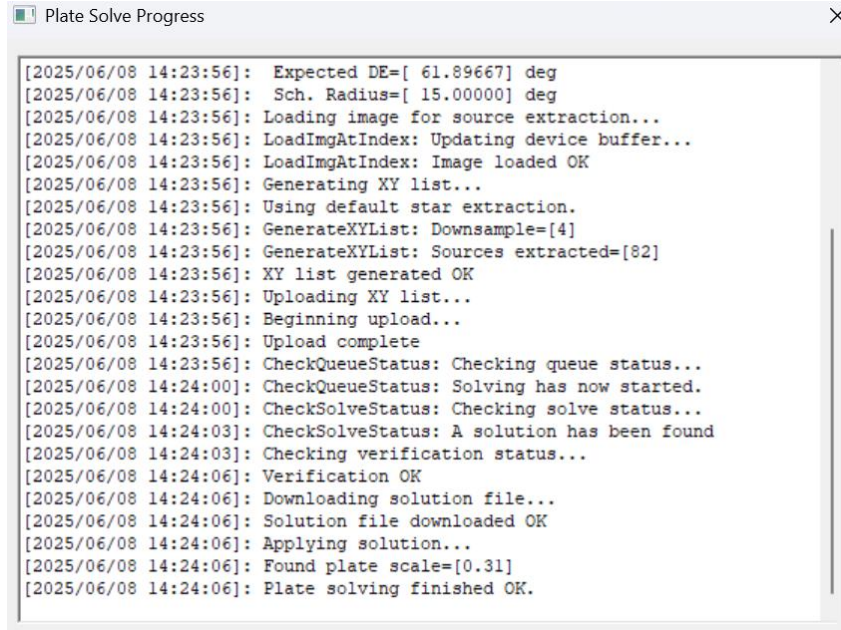 Plate Solve Progress
[2025/06/08 14:23:56]:  Expected DE=[ 61.89667] deg
[2025/06/08 14:23:56]:  Sch. Radius=[ 15.00000] deg
[2025/06/08 14:23:56]: Loading image for source extraction...
[2025/06/08 14:23:56]: LoadImgAtIndex: Updating device buffer...
[2025/06/08 14:23:56]: LoadImgAtIndex: Image loaded OK
[2025/06/08 14:23:56]: Generating XY list...
[2025/06/08 14:23:56]: Using default star extraction.
[2025/06/08 14:23:56]: GenerateXYList: Downsample=[4]
[2025/06/08 14:23:56]: GenerateXYList: Sources extracted=[82]
[2025/06/08 14:23:56]: XY list generated OK
[2025/06/08 14:23:56]: Uploading XY list...
[2025/06/08 14:23:56]: Beginning upload...
[2025/06/08 14:23:56]: Upload complete
[2025/06/08 14:23:56]: CheckQueueStatus: Checking queue status...
[2025/06/08 14:24:00]: CheckQueueStatus: Solving has now started.
[2025/06/08 14:24:00]: CheckSolveStatus: Checking solve status...
[2025/06/08 14:24:03]: CheckSolveStatus: A solution has been found
[2025/06/08 14:24:03]: Checking verification status...
[2025/06/08 14:24:06]: Verification OK
[2025/06/08 14:24:06]: Downloading solution file...
[2025/06/08 14:24:06]: Solution file downloaded OK
[2025/06/08 14:24:06]: Applying solution...
[2025/06/08 14:24:06]: Found plate scale=[0.31]
[2025/06/08 14:24:06]: Plate solving finished OK.